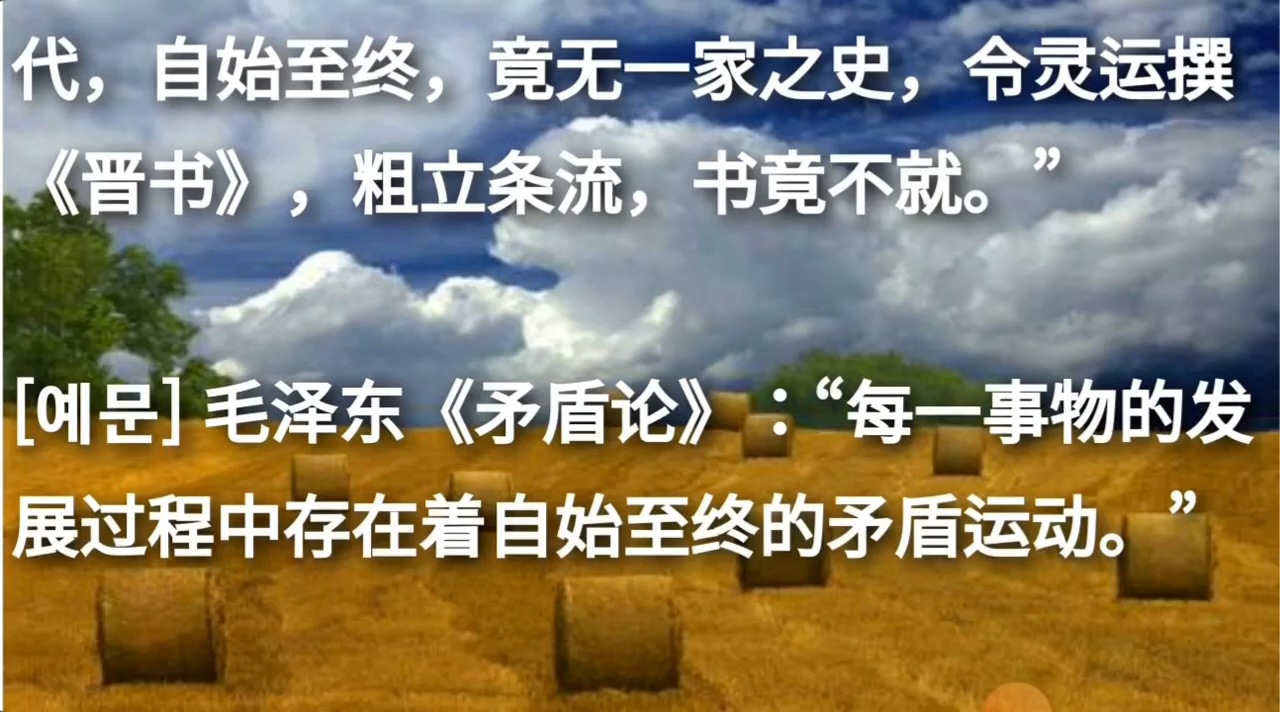 代，自始至终，竟无一家之史，令灵运撰
《晋书》，粗立条流，书竟不就。”
[예문] 毛泽东《矛盾论》：“每一事物的发
展过程中存在着自始至终的矛盾运动。”